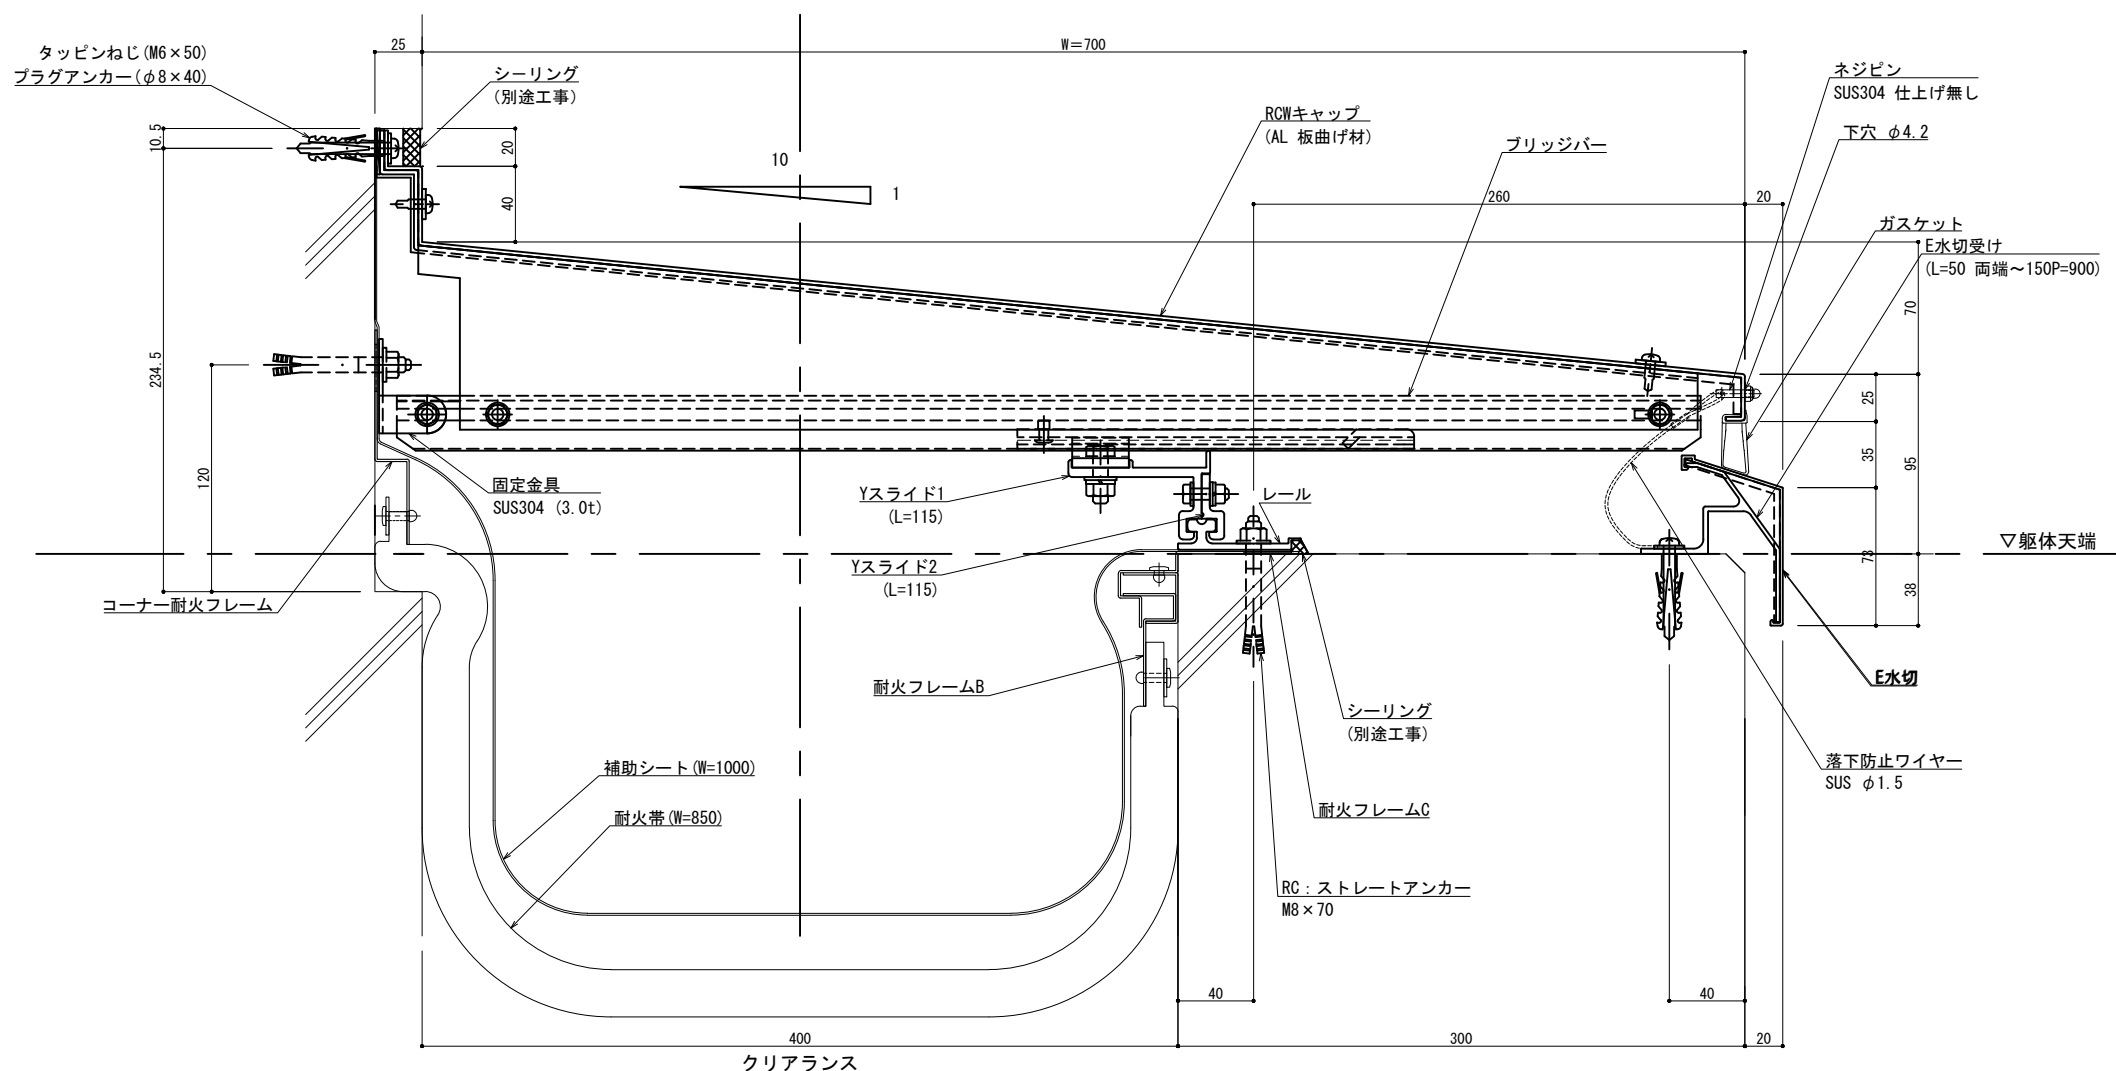 25
W=700
タッピンねじ(M6×50)
プラグアンカー(φ8×40)
シーリング
(別途工事)
ネジピン
SUS304 仕上げ無し
RCWキャップ
(AL 板曲げ材)
下穴 φ4.2
ブリッジバー
10.5
20
10
1
40
260
20
ガスケット
E水切受け
(L=50 両端～150P=900)
70
234.5
120
25
35
95
73
38
固定金具
SUS304 (3.0t)
Yスライド1
(L=115)
レール
▽躯体天端
Yスライド2
(L=115)
コーナー耐火フレーム
耐火フレームB
E水切
シーリング
(別途工事)
補助シート(W=1000)
落下防止ワイヤー
SUS φ1.5
耐火帯(W=850)
耐火フレームC
RC：ストレートアンカー
M8×70
40
40
400
300
20
クリアランス